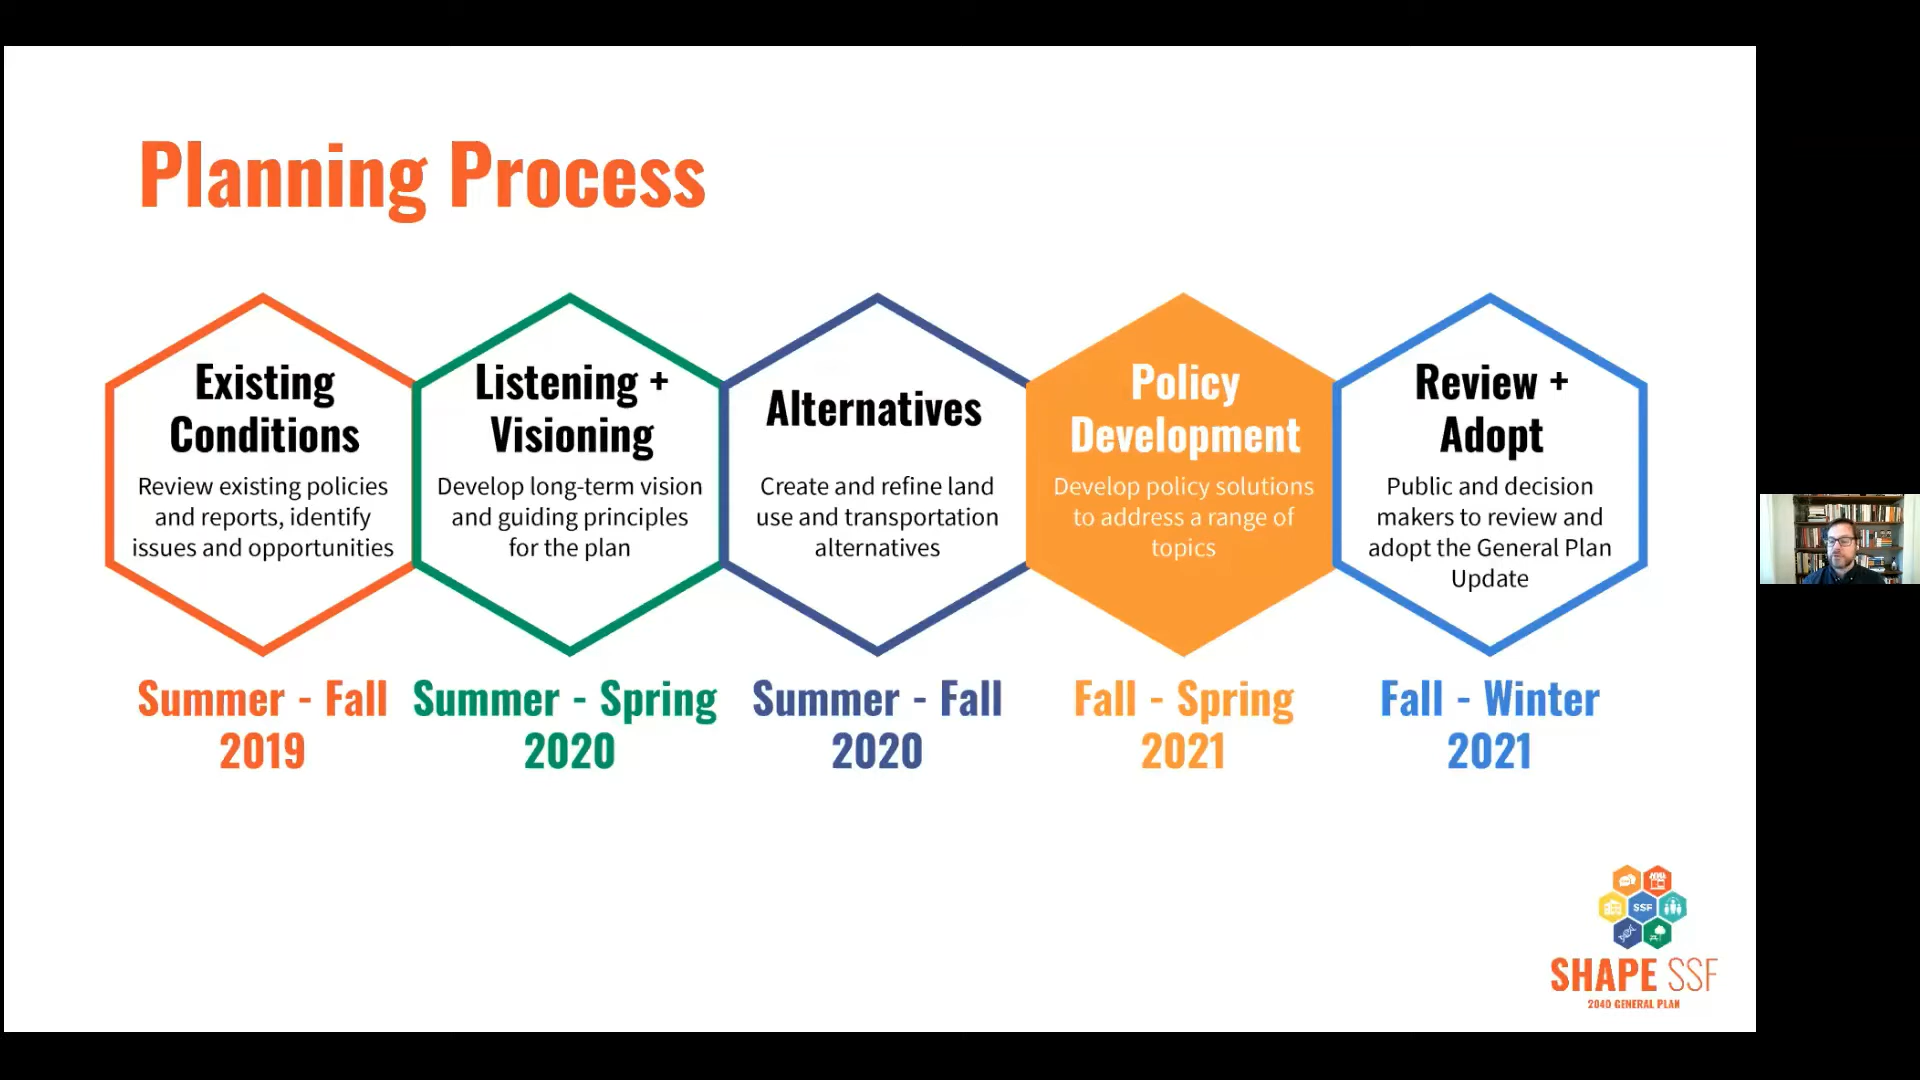 Planning Process
Existing
Conditions
Review existing policies
and reports, identify
issues and opportunities
Summer - Fall
2019
Listening +
Visioning
Develop long-term vision
and guiding principles
for the plan
Summer - Spring
2020
Alternatives
Create and refine land
use and transportation
alternatives
Summer - Fall
2020
Policy
Development
Develop policy solutions
to address a range of
topics
Fall - Spring
2021
Review +
Adopt
Public and decision
makers to review and
adopt the General Plan
Update
Fall - Winter
2021
SSF
SHAPE SSF
2040 GENERAL PLAN